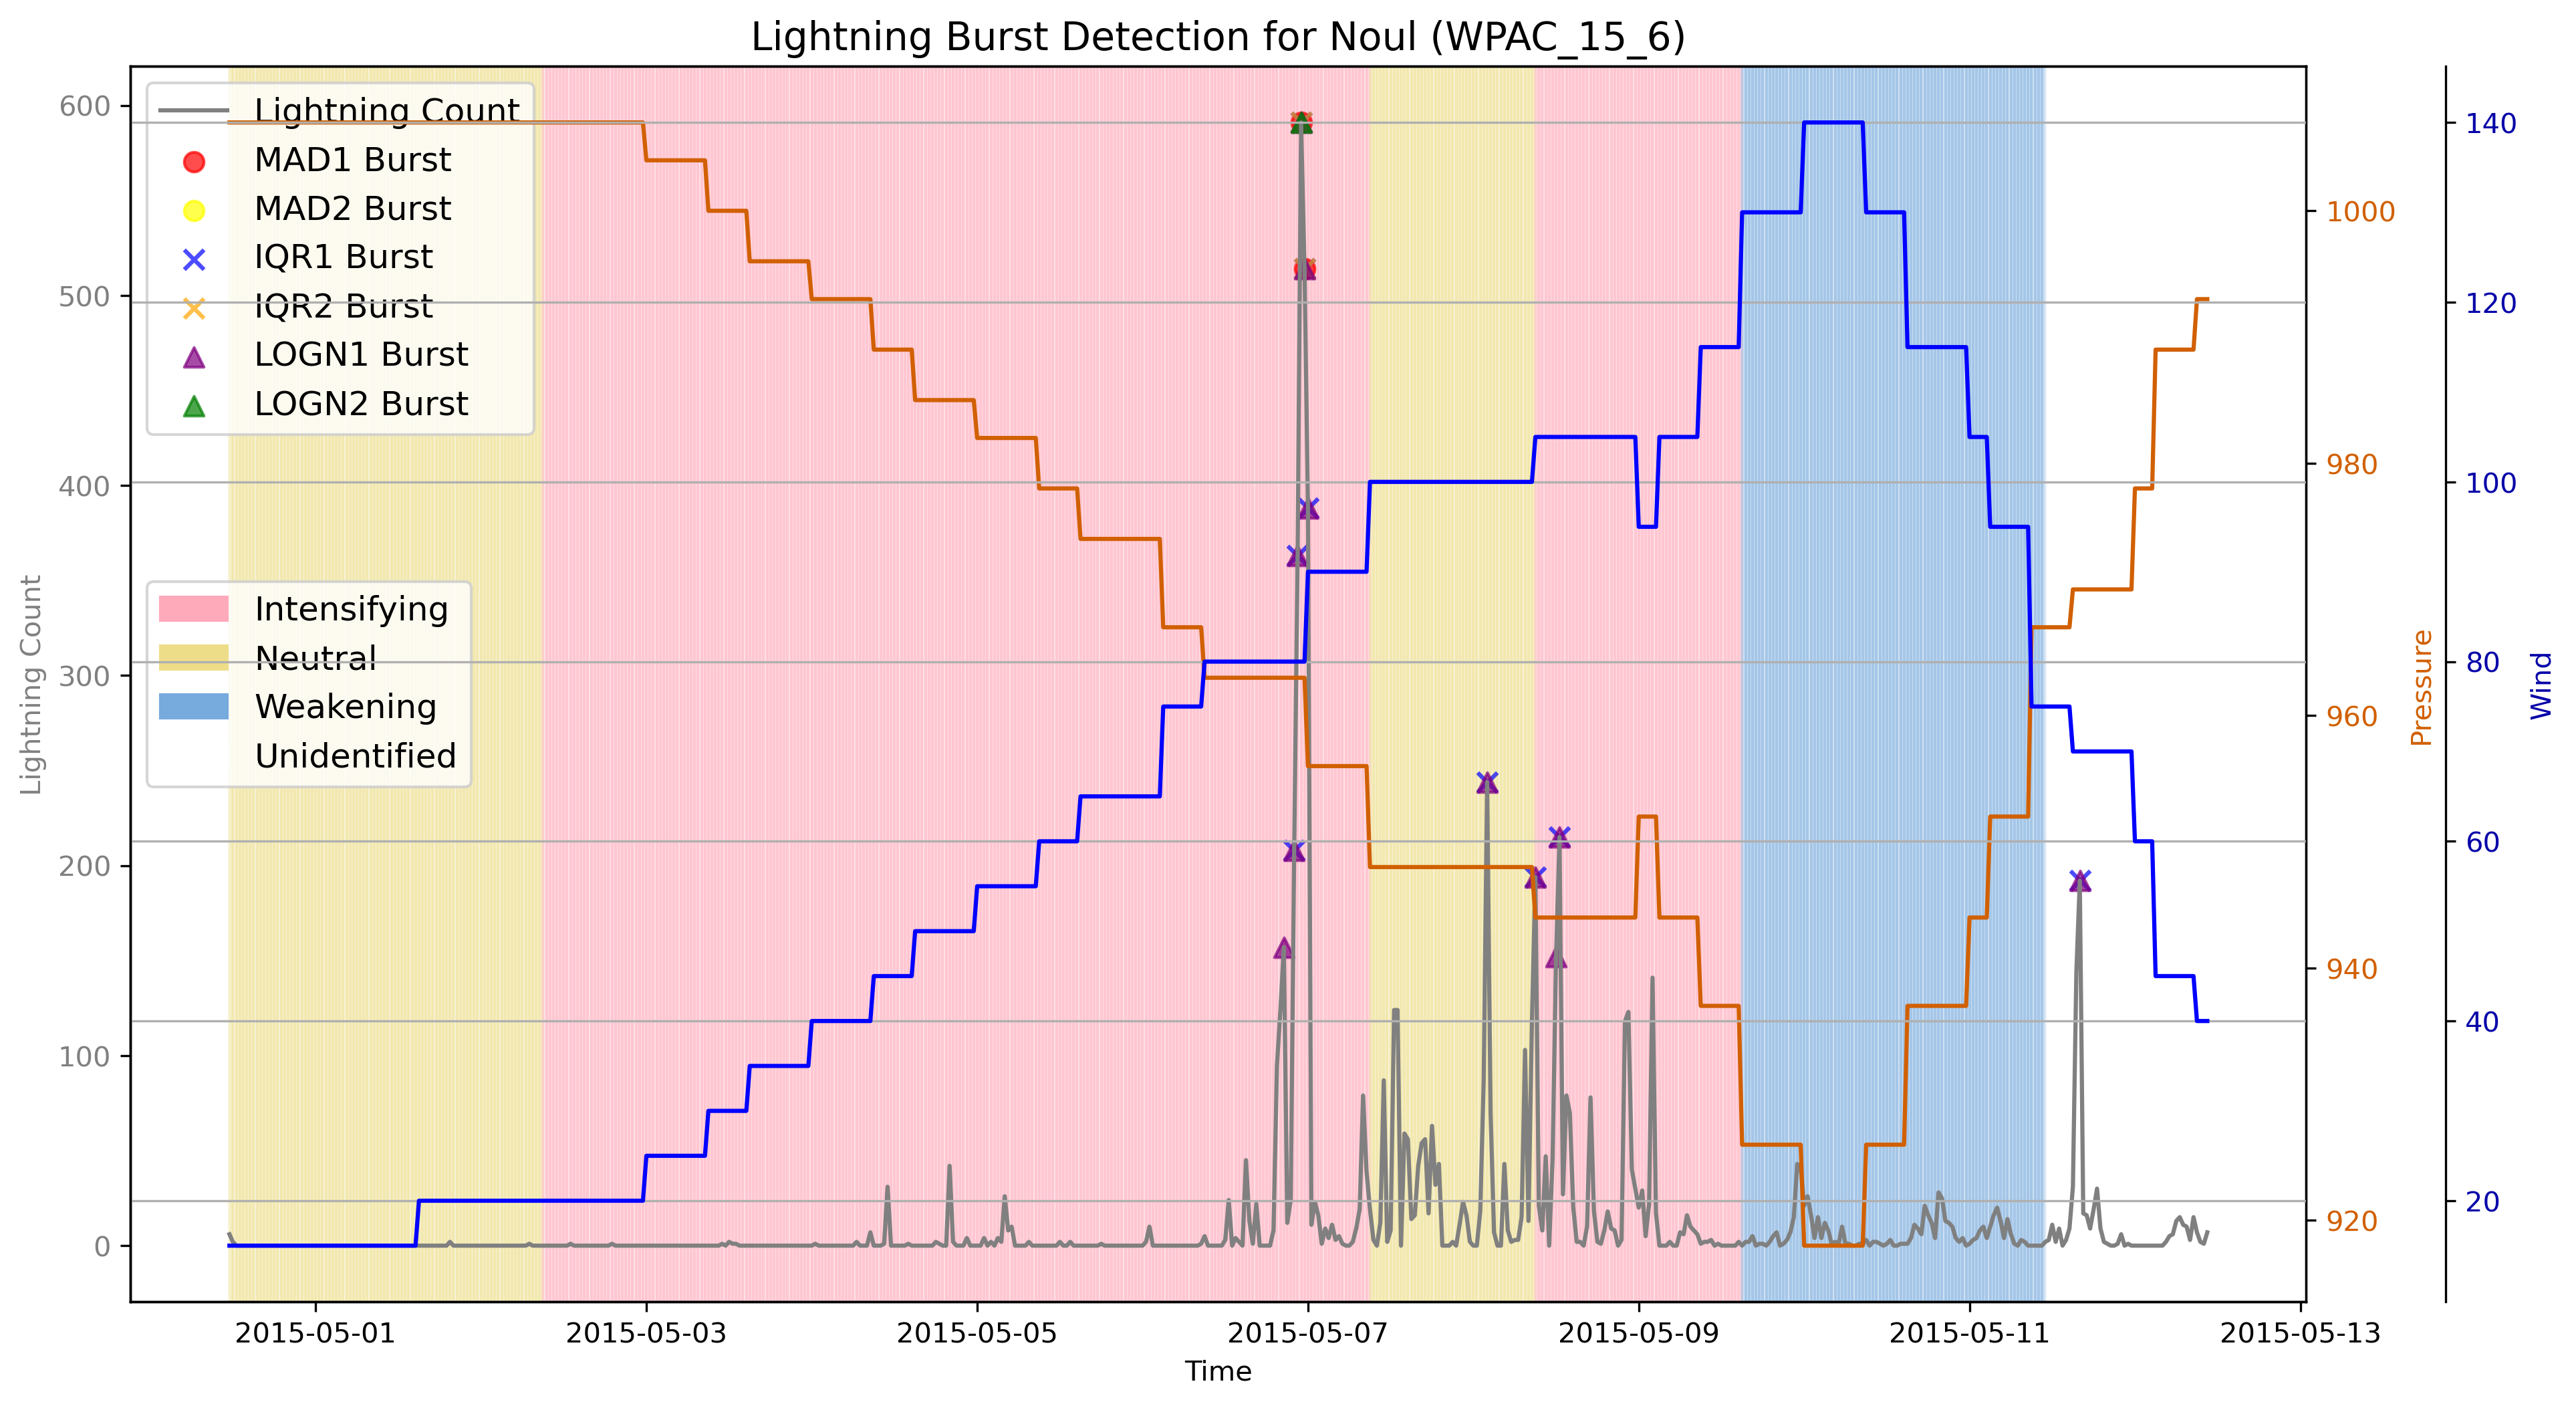 Lightning Burst Detection for Noul (WPAC_15_6)
Lightning Count
MAD1 Burst
MAD2 Burst
IQR1 Burst
IQR2 Burst
LOGN1 Burst
LOGN2 Burst
Intensifying
Neutral
Weakening
Unidentified
Lightning Count
600
500
400
300
200
100
0
1000
980
960
940
920
Pressure
140
120
100
80
60
40
20
Wind
2015-05-01
2015-05-03
2015-05-05
2015-05-07
2015-05-09
2015-05-11
2015-05-13
Time